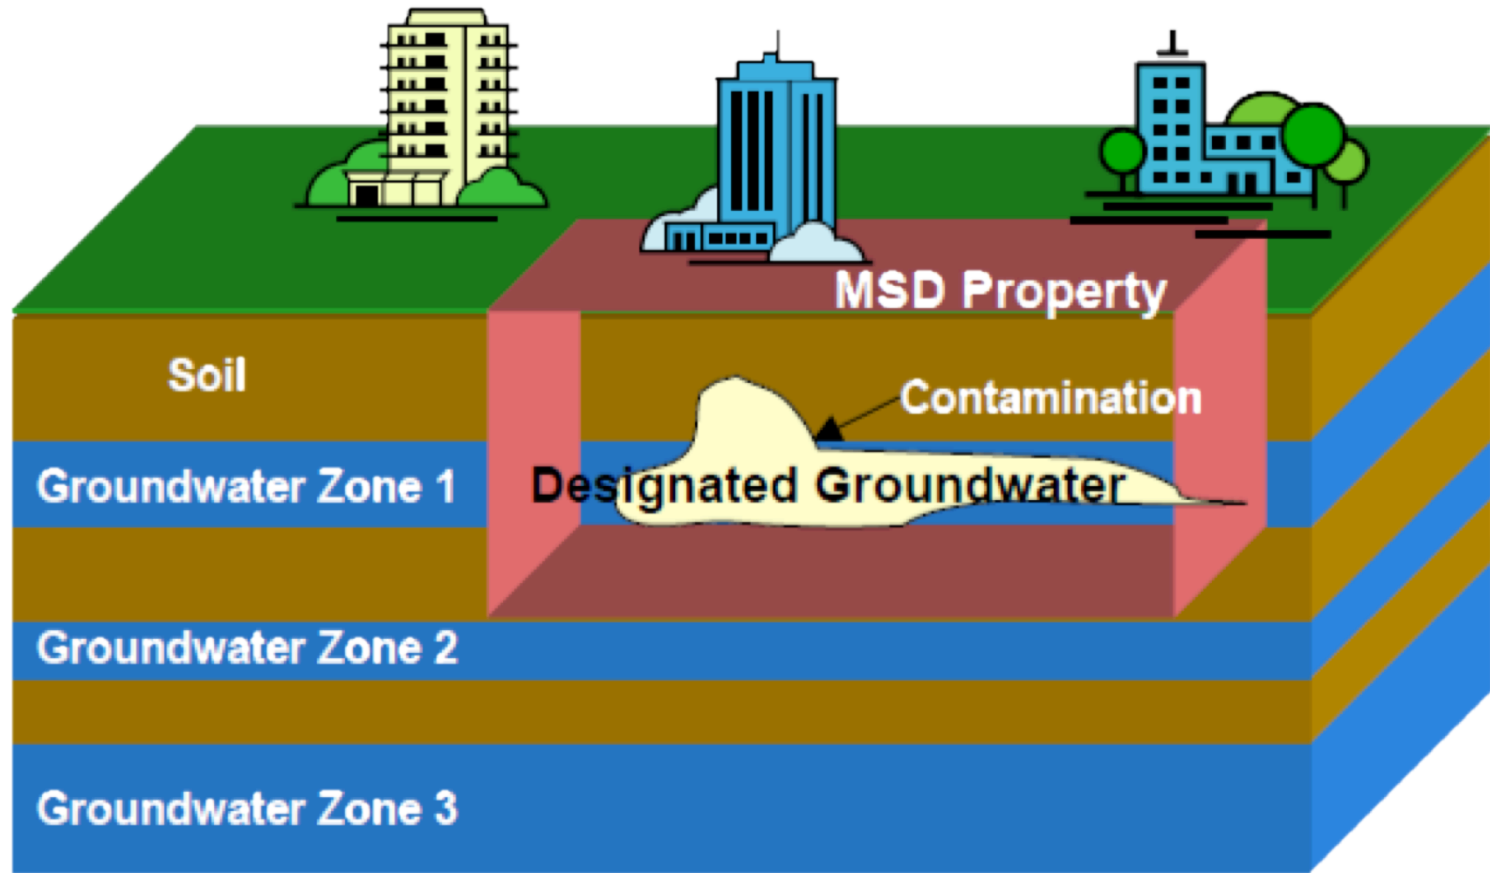 MSD Property
Soil
Contamination
Groundwater Zone 1
Designated Groundwater
Groundwater Zone 2
Groundwater Zone 3